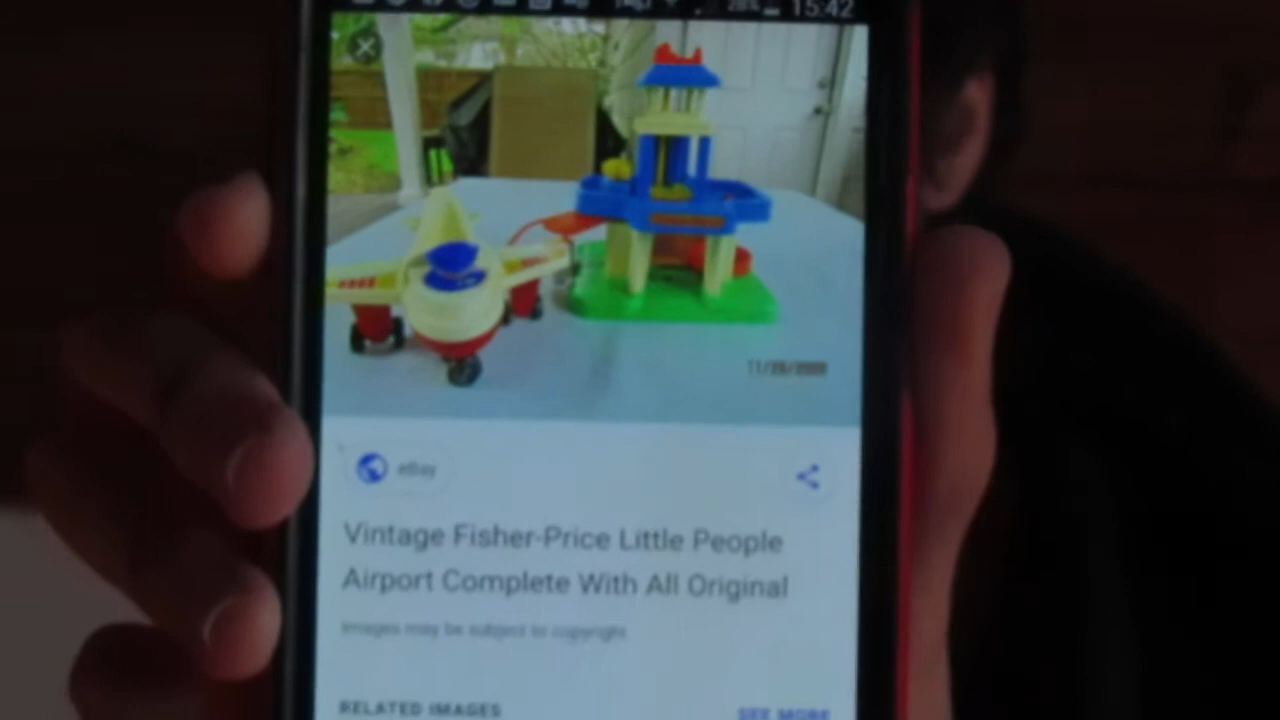 15:42
eBay
Vintage Fisher-Price Little People
Airport Complete With All Original
Images may be subject to copyright
RELATED IMAGES
SEE MORE